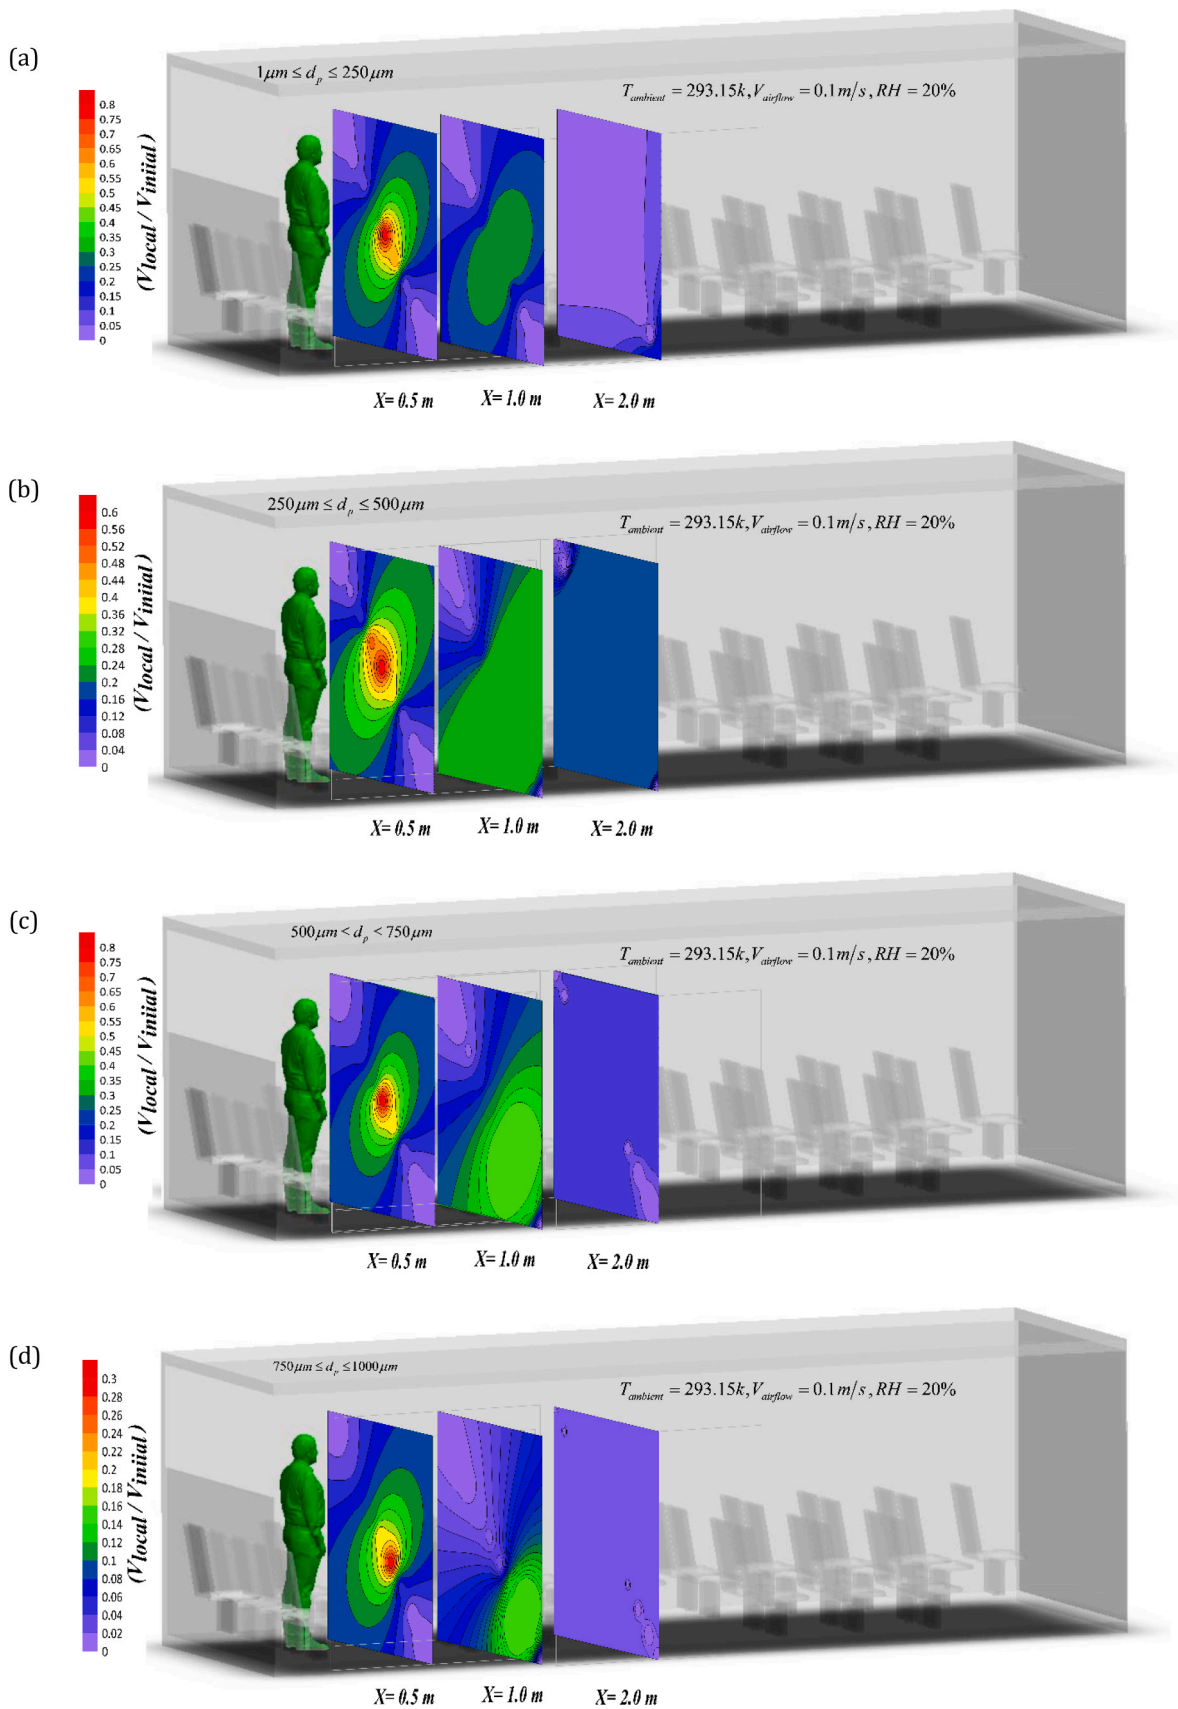 (a)
1μm ≤ d_p ≤ 250μm
T_ambient = 293.15k, V_airflow = 0.1m/s, RH = 20%
(V_local / V_iniial)
0.8
0.75
0.7
0.65
0.6
0.55
0.5
0.45
0.4
0.35
0.3
0.25
0.2
0.15
0.1
0.05
0
X= 0.5 m
X= 1.0 m
X= 2.0 m
(b)
250μm ≤ d_p ≤ 500μm
T_ambient = 293.15k, V_airflow = 0.1m/s, RH = 20%
(V_local / V_iniial)
0.6
0.56
0.52
0.48
0.44
0.4
0.36
0.32
0.28
0.24
0.2
0.16
0.12
0.08
0.04
0
X= 0.5 m
X= 1.0 m
X= 2.0 m
(c)
500μm < d_p < 750μm
T_ambient = 293.15k, V_airflow = 0.1m/s, RH = 20%
(V_local / V_iniial)
0.8
0.75
0.7
0.65
0.6
0.55
0.5
0.45
0.4
0.35
0.3
0.25
0.2
0.15
0.1
0.05
0
X= 0.5 m
X= 1.0 m
X= 2.0 m
(d)
750μm ≤ d_p ≤ 1000μm
T_ambient = 293.15k, V_airflow = 0.1m/s, RH = 20%
(V_local / V_iniial)
0.3
0.28
0.26
0.24
0.22
0.2
0.18
0.16
0.14
0.12
0.1
0.08
0.06
0.04
0.02
0
X= 0.5 m
X= 1.0 m
X= 2.0 m